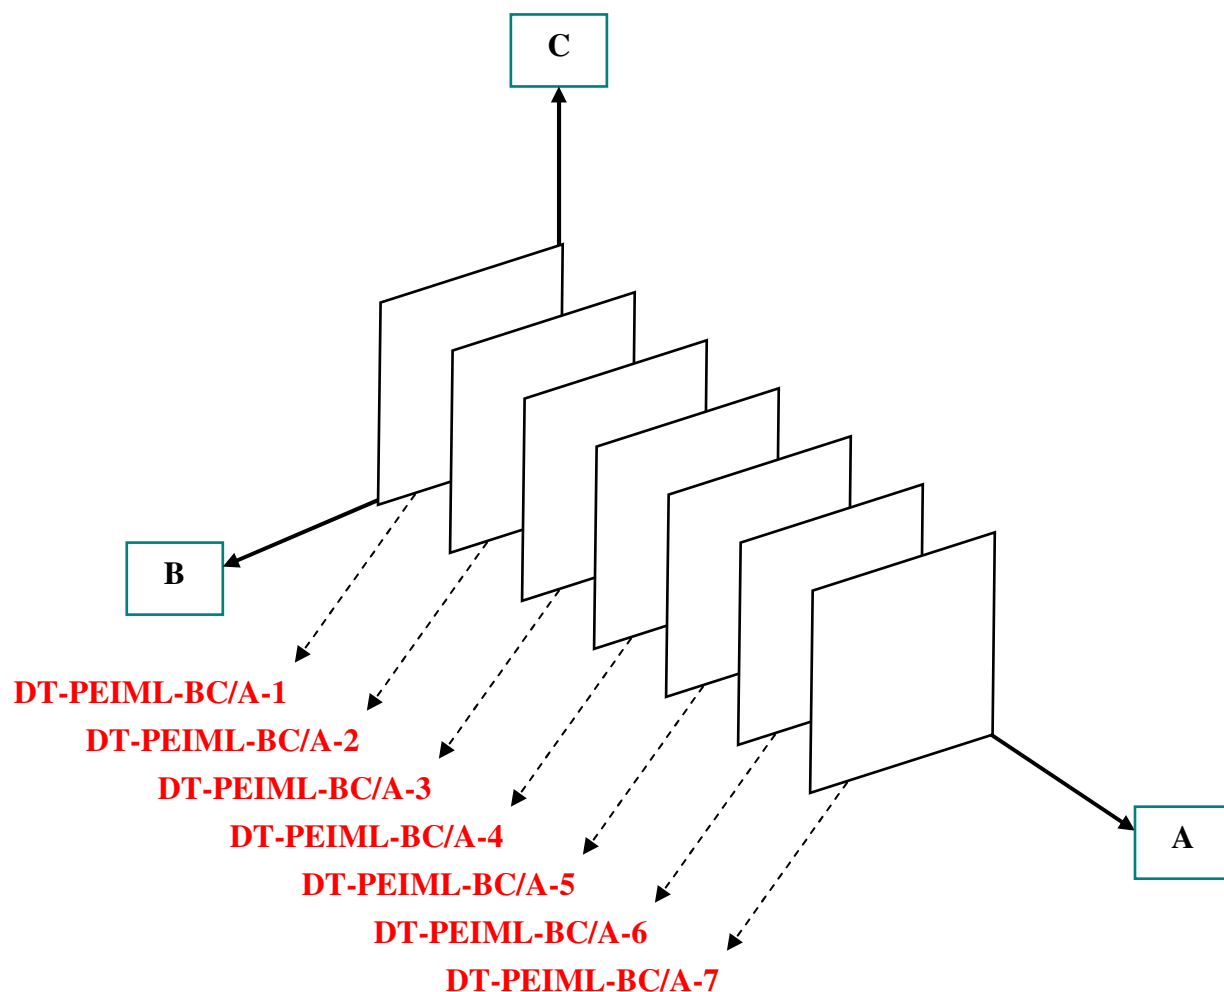 C
B
DT-PEIML-BC/A-1
DT-PEIML-BC/A-2
DT-PEIML-BC/A-3
DT-PEIML-BC/A-4
A
DT-PEIML-BC/A-5
DT-PEIML-BC/A-6
DT-PEIML-BC/A-7